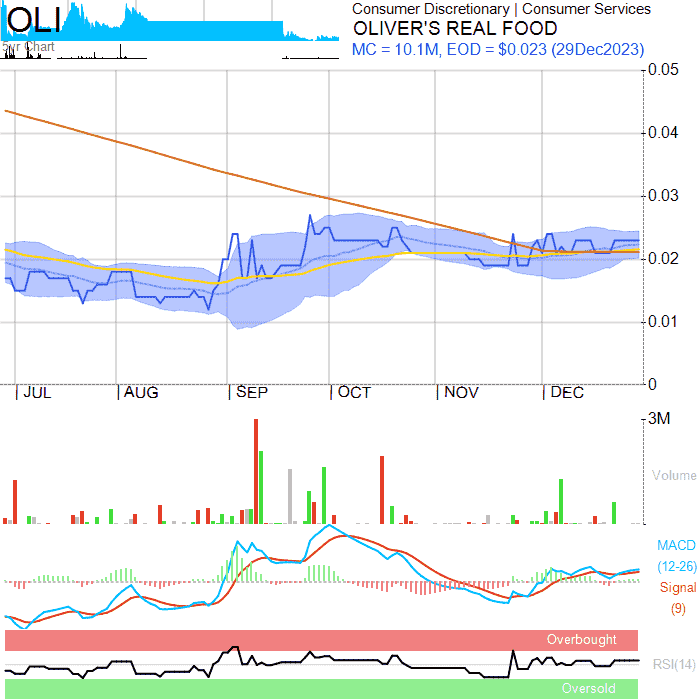 OLI
5yr Chart
Consumer Discretionary | Consumer Services
OLIVER'S REAL FOOD
MC = 10.1M, EOD = $0.023 (29Dec2023)
0.05
0.04
0.03
0.02
0.01
0
JUL AUG SEP OCT NOV DEC
3M
Volume
MACD
(12-26)
Signal
(9)
Overbought
RSI(14)
Oversold